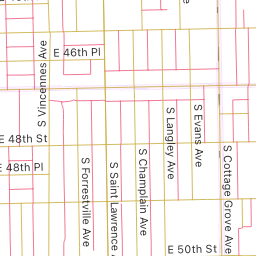 E 46th Pl
S Vincennes Ave
E 48th St
E 48th Pl
S Forrestville Ave
S Saint Lawrence
S Champlain Ave
S Langley Ave
S Evans Ave
S Cottage Grove Ave
E 50th St